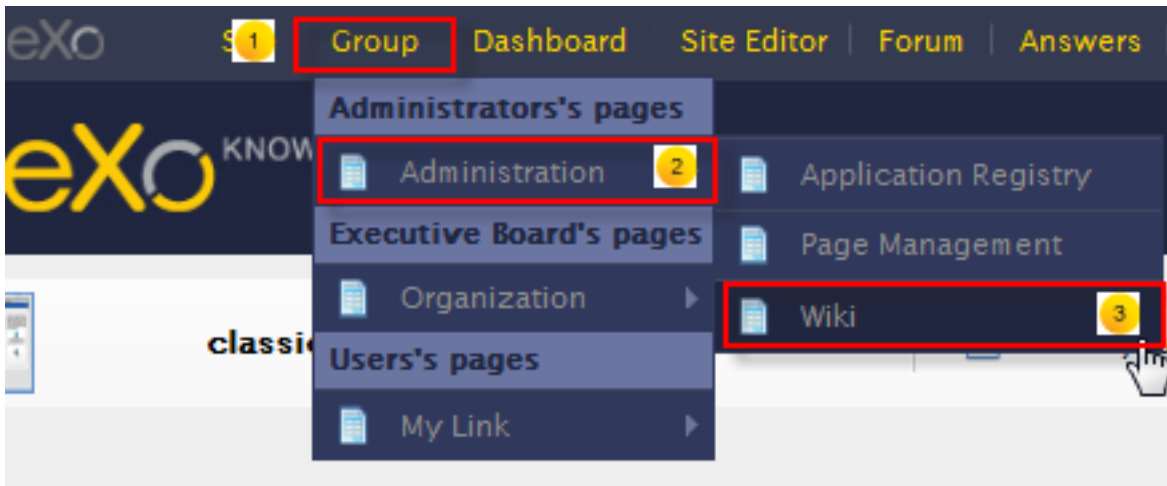 eXo 1 Group Dashboard Site Editor Forum Answers
Administrators's pages
eXo KNOW
Administration 2 Application Registry
Executive Board's pages Page Management
Organization Wiki 3
classic
Users's pages
My Link